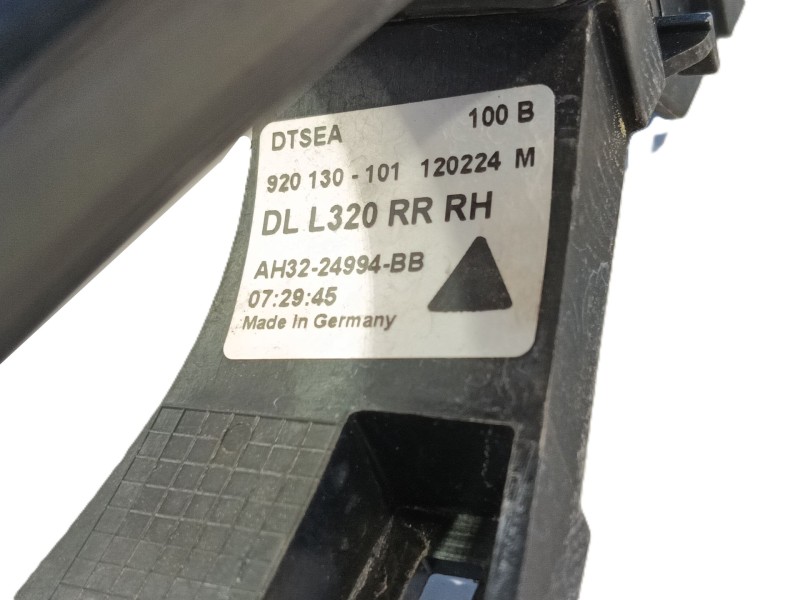 DTSEA 100 B
920 130 - 101 120224 M
DL L320 RR RH
AH32-24994-BB
07:29:45
Made In Germany